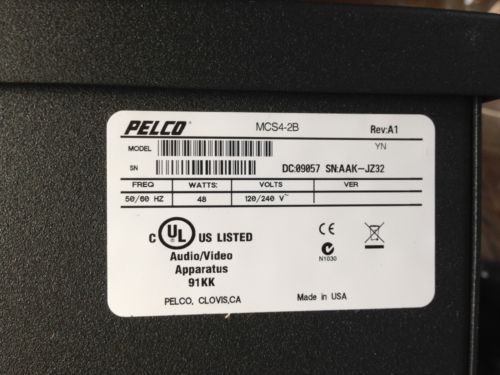 PELCO MCS4-2B Rev:A1
MODEL YN
SN DC:09057 SN:AAK-JZ32
FREQ WATTS: VOLTS VER
50/60 HZ 48 120/240 V~
C UL US LISTED
Audio/Video
Apparatus
91KK
N1030
PELCO, CLOVIS,CA Made in USA